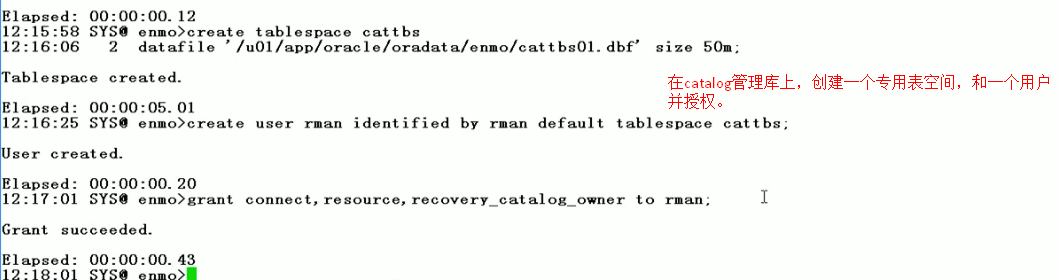 Elapsed: 00:00:00.12
12:15:58 SYS@ enmo>create tablespace cattbs
12:16:06   2  datafile '/u01/app/oracle/oradata/enmo/cattbs01.dbf' size 50m;
Tablespace created.
在catalog管理库上，创建一个专用表空间，和一个用户
并授权。
Elapsed: 00:00:05.01
12:16:25 SYS@ enmo>create user rman identified by rman default tablespace cattbs;
User created.
Elapsed: 00:00:00.20
12:17:01 SYS@ enmo>grant connect,resource,recovery_catalog_owner to rman;
Grant succeeded.
Elapsed: 00:00:00.43
12:18:01 SYS@ enmo>